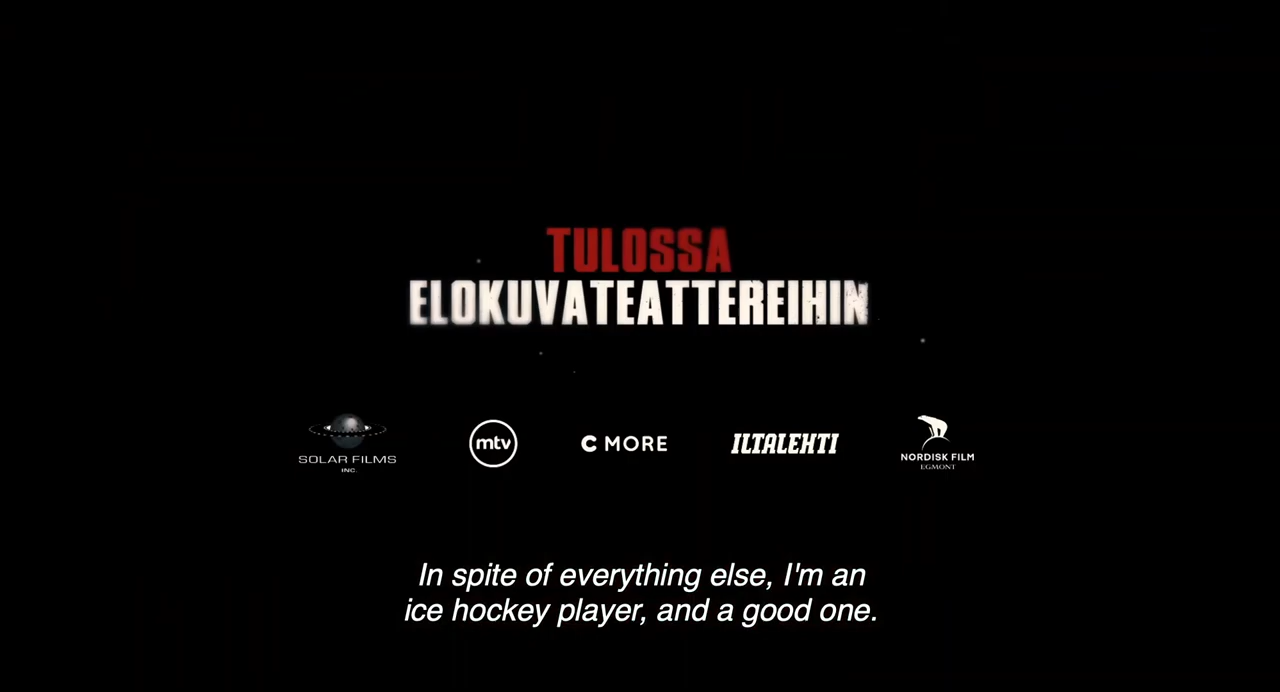 TULOSSA
ELOKUVATEATTEREIHIN
SOLAR FILMS
INC.
mtv
C MORE
ILTALEHTI
NORDISK FILM
EGMONT
In spite of everything else, I'm an
ice hockey player, and a good one.